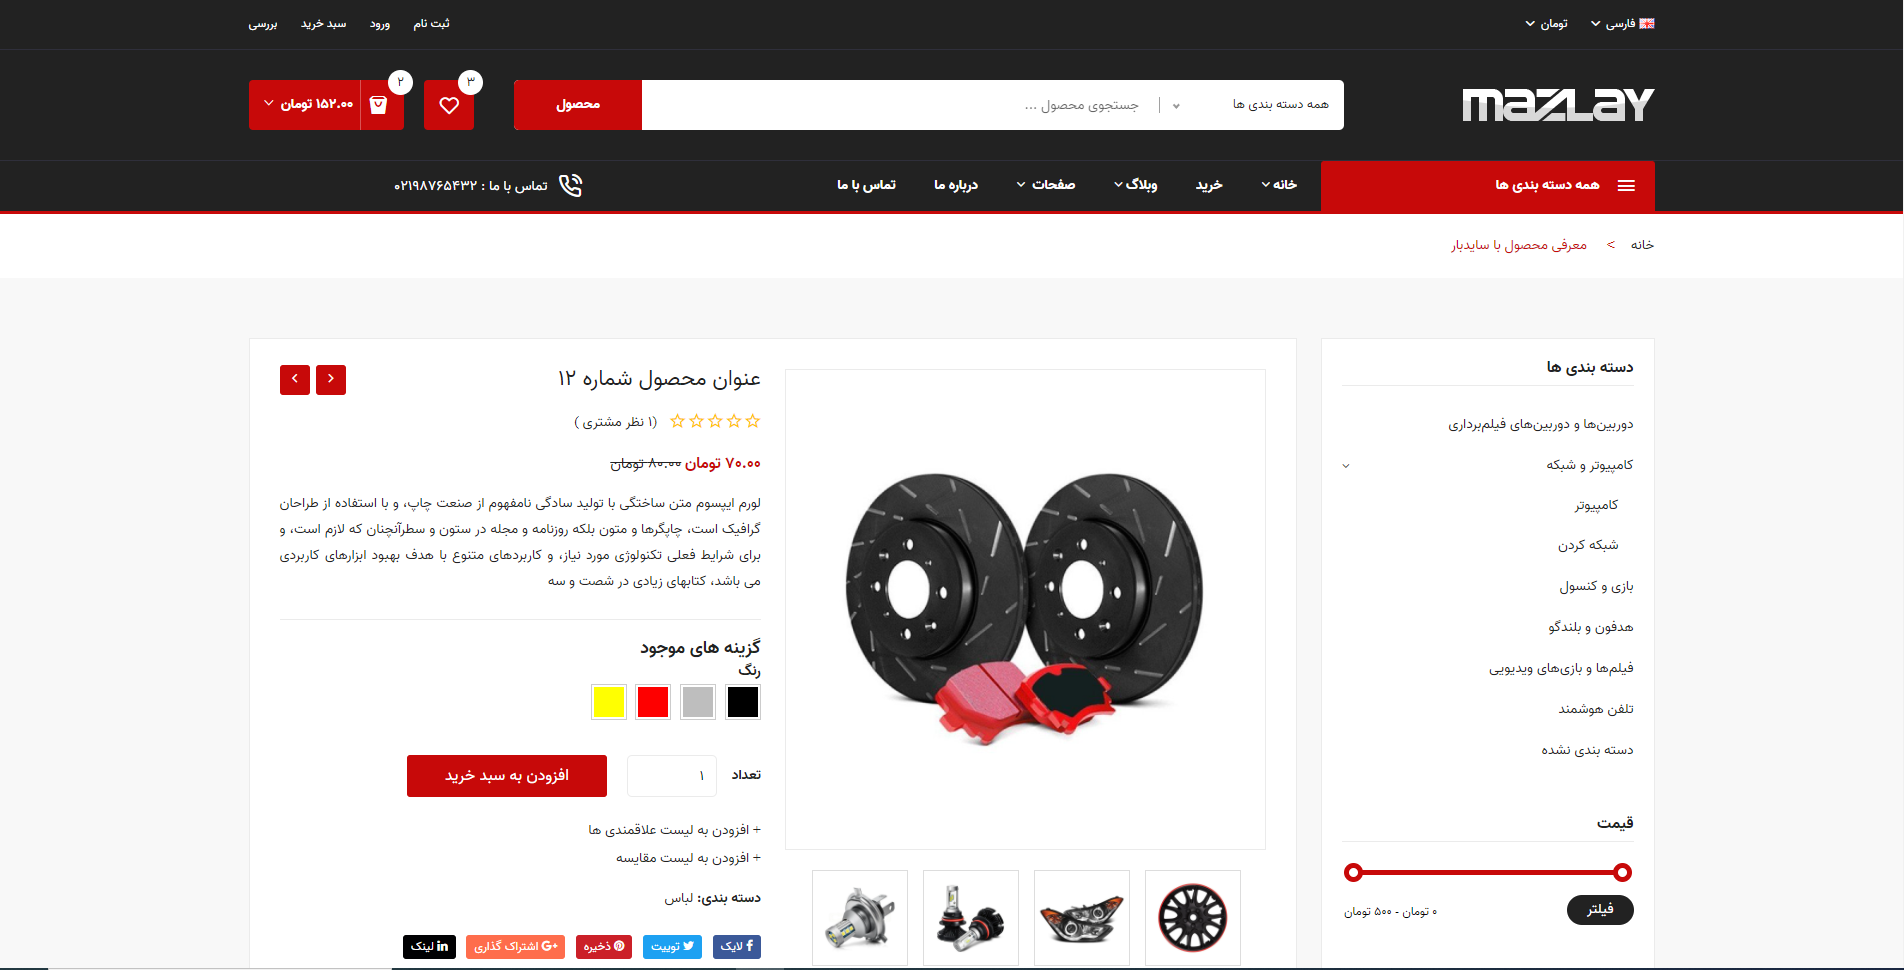 فارسی
تومان
ثبت نام
ورود
سبد خرید
بررسی
MAZLAY
همه دسته بندی ها
جستجوی محصول ...
محصول
۳
۲
۱۵۲.۰۰ تومان
همه دسته بندی ها
خانه
خرید
وبلاگ
صفحات
درباره ما
تماس با ما
تماس با ما : ۰۲۱۹۸۷۶۵۴۳۲
خانه > معرفی محصول با سایدبار
دسته بندی ها
دوربین‌ها و دوربین‌های فیلم‌برداری
کامپیوتر و شبکه
کامپیوتر
شبکه کردن
بازی و کنسول
هدفون و بلندگو
فیلم‌ها و بازی‌های ویدیویی
تلفن هوشمند
دسته بندی نشده
قیمت
فیلتر
۰ تومان - ۵۰۰ تومان
عنوان محصول شماره ۱۲
(۱ نظر مشتری )
۷۰.۰۰ تومان ۸۰.۰۰ تومان
لورم ایپسوم متن ساختگی با تولید سادگی نامفهوم از صنعت چاپ، و با استفاده از طراحان
گرافیک است، چاپگرها و متون بلکه روزنامه و مجله در ستون و سطرآنچنان که لازم است، و
برای شرایط فعلی تکنولوژی مورد نیاز، و کاربردهای متنوع با هدف بهبود ابزارهای کاربردی
می باشد، کتابهای زیادی در شصت و سه
گزینه های موجود
رنگ
تعداد
۱
افزودن به سبد خرید
+ افزودن به لیست علاقمندی ها
+ افزودن به لیست مقایسه
دسته بندی: لباس
لایک
توییت
ذخیره
G+ اشتراک گذاری
لینک